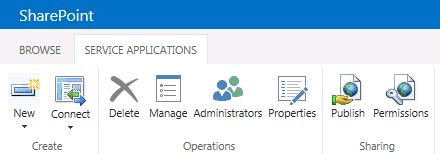 SharePoint
BROWSE SERVICE APPLICATIONS
New Connect Delete Manage Administrators Properties Publish Permissions
Create Operations Sharing